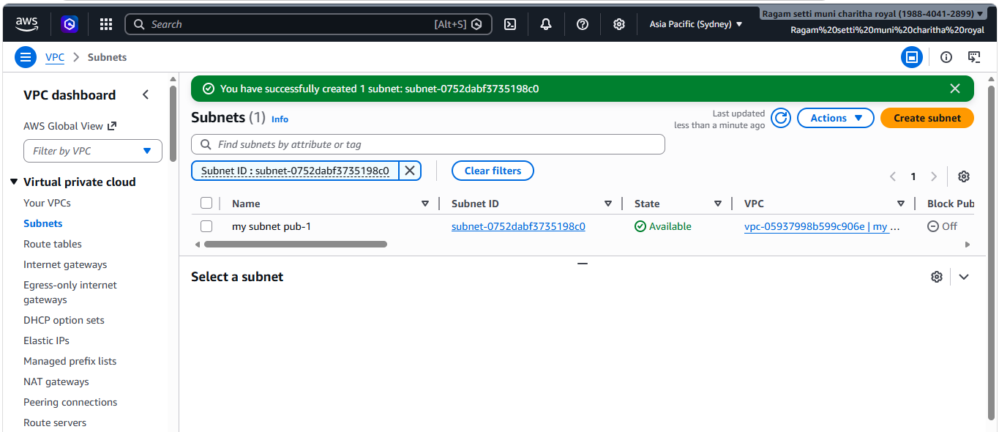 aws
Search
[Alt+S]
Asia Pacific (Sydney)
Ragam setti muni charitha royal (1988-4041-2899)
Ragam%20setti%20muni%20charitha%20royal
VPC
Subnets
VPC dashboard
AWS Global View
Filter by VPC
Virtual private cloud
Your VPCs
Subnets
Route tables
Internet gateways
Egress-only internet
gateways
DHCP option sets
Elastic IPs
Managed prefix lists
NAT gateways
Peering connections
Route servers
You have successfully created 1 subnet: subnet-0752dabf3735198c0
Subnets (1) Info
Last updated
less than a minute ago
Actions
Create subnet
Find subnets by attribute or tag
Subnet ID : subnet-0752dabf3735198c0
Clear filters
1
Name Subnet ID State VPC Block Pub
my subnet pub-1 subnet-0752dabf3735198c0 Available vpc-05937998b599c906e | my ... Off
Select a subnet